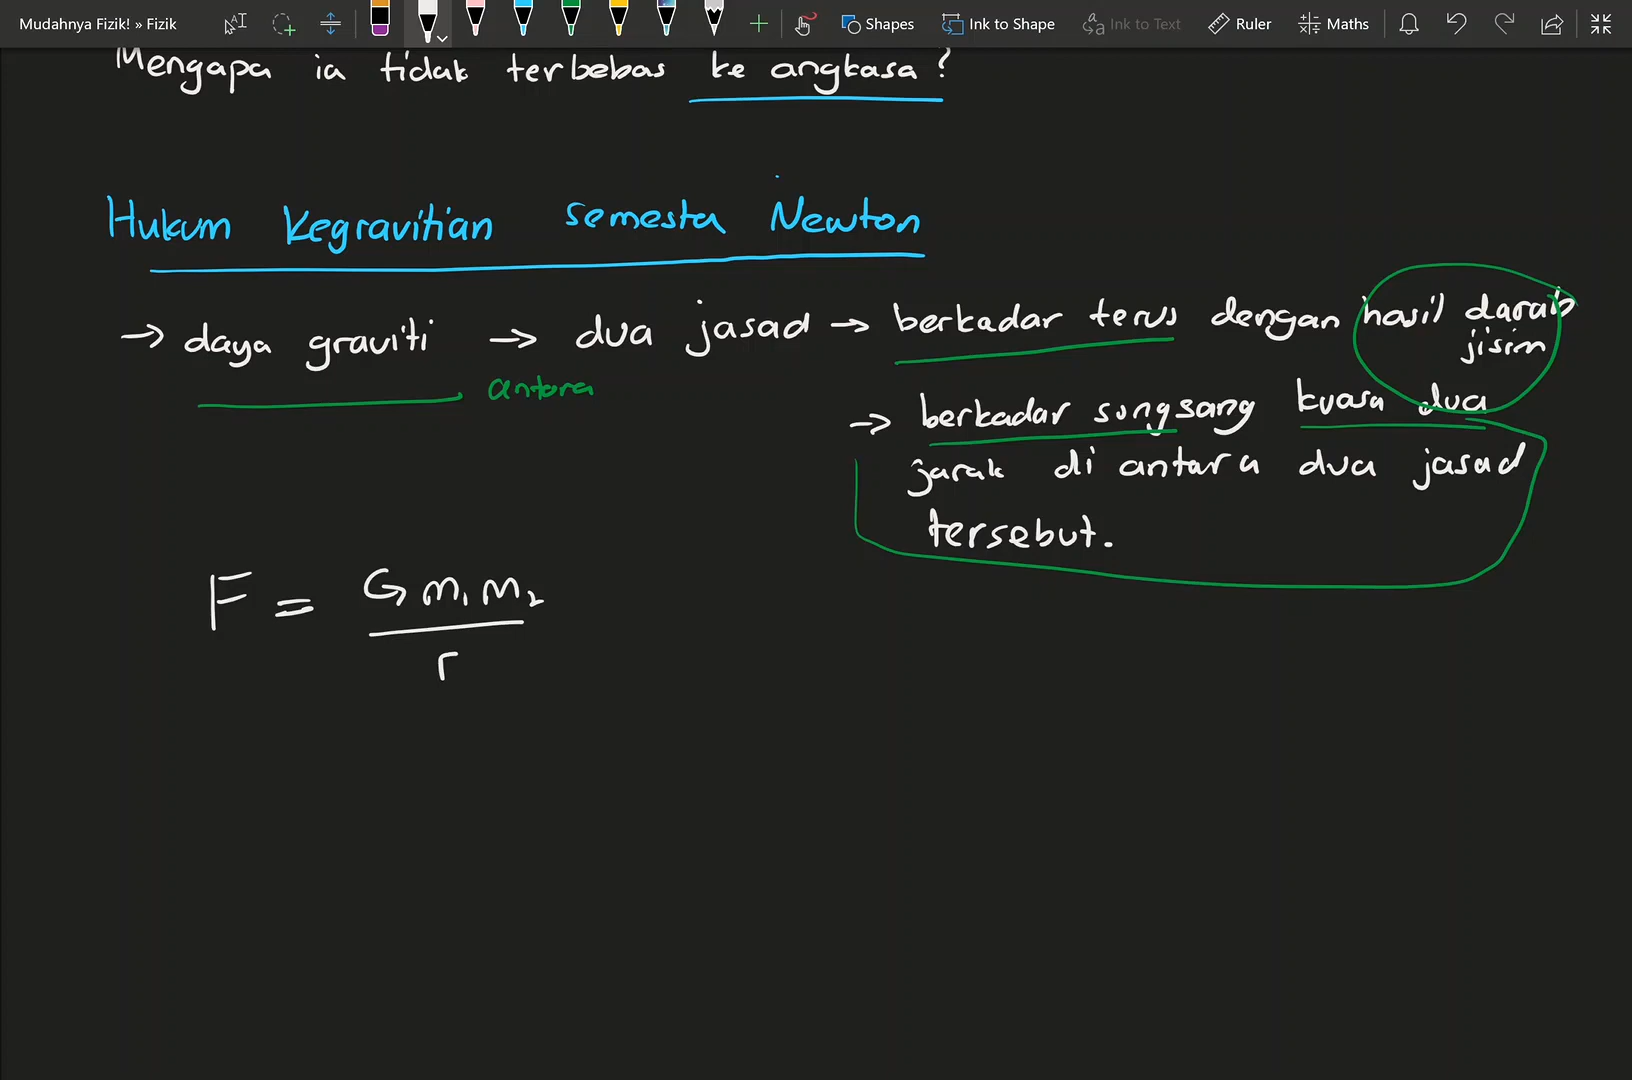 Mudahnya Fizik! » Fizik
Shapes
Ink to Shape
Ink to Text
Ruler
Maths
Mengapa ia tidak terbebas ke angkasa?
Hukum Kegravitian semesta Newton
→ daya graviti → dua jasad → berkadar terus dengan hasil darab
jisim
antara
→ berkadar songsang kuasa dua
jarak di antara dua jasad
tersebut.
F = G m₁ m₂
r